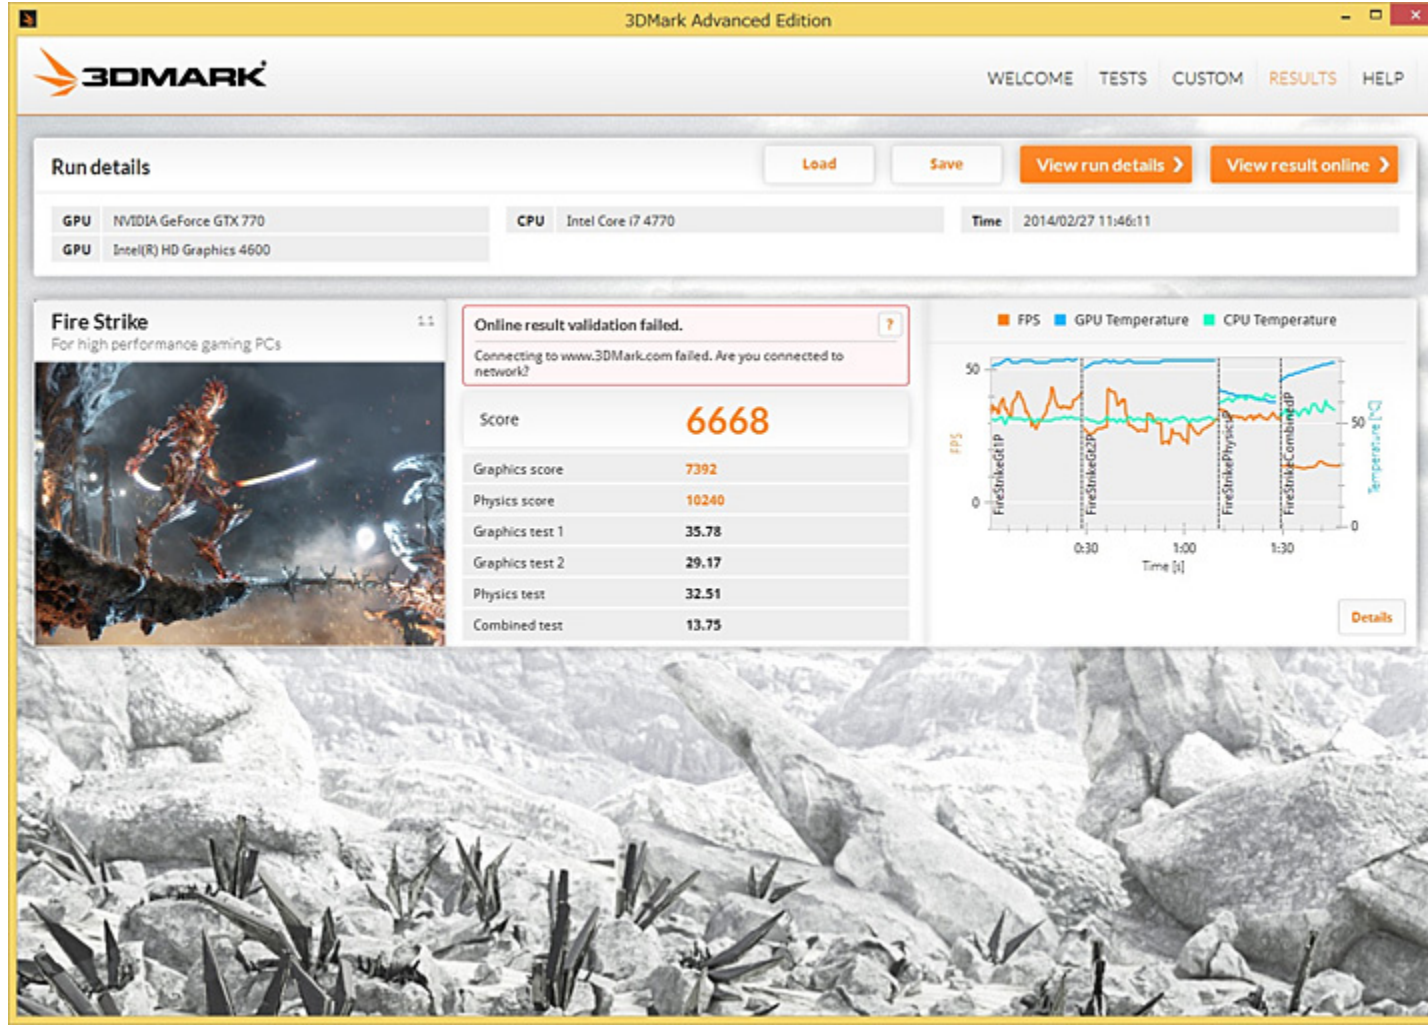 3DMark Advanced Edition
3DMARK
WELCOME TESTS CUSTOM RESULTS HELP
Run details
Load
Save
View run details
View result online
GPU NVIDIA GeForce GTX 770
CPU Intel Core i7 4770
Time 2014/02/27 11:46:11
GPU Intel(R) HD Graphics 4600
Fire Strike
1.1
For high performance gaming PCs
Online result validation failed.
?
Connecting to www.3DMark.com failed. Are you connected to
network?
Score 6668
Graphics score 7392
Physics score 10240
Graphics test 1 35.78
Graphics test 2 29.17
Physics test 32.51
Combined test 13.75
FPS GPU Temperature CPU Temperature
50
0
FPS
FireStrikeGt1P
FireStrikeGt2P
FireStrikePhysicsP
FireStrikeCombinedP
50
0
Temperature [°C]
0:30 1:00 1:30
Time [s]
Details